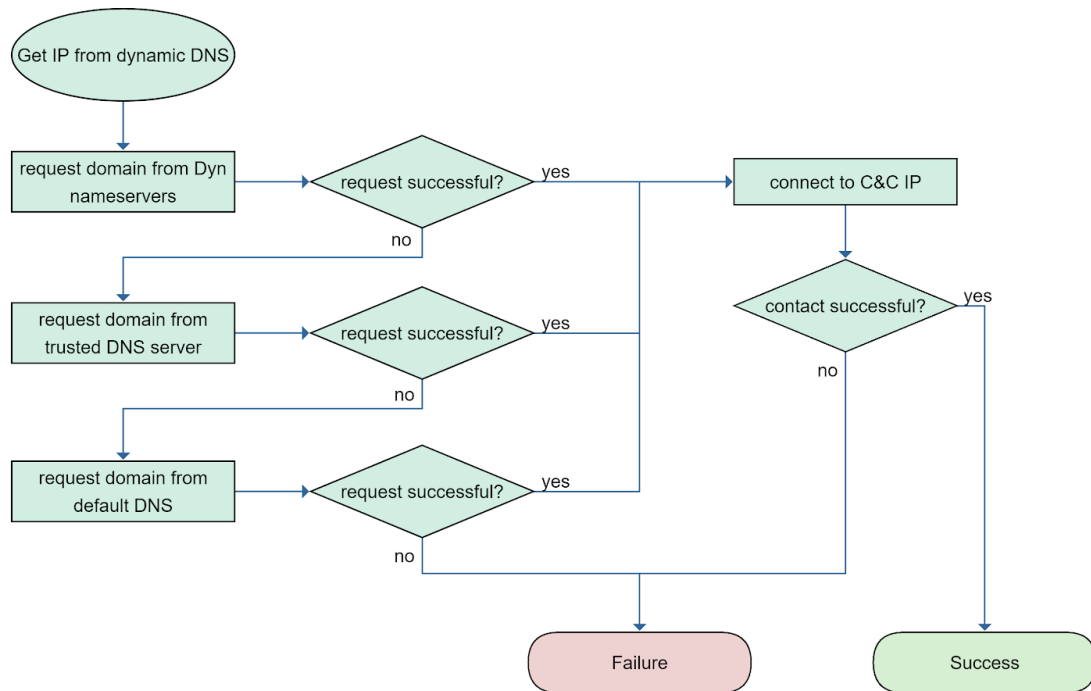 Get IP from dynamic DNS
request domain from Dyn
nameservers
request successful?
yes
connect to C&C IP
no
request domain from
trusted DNS server
request successful?
yes
contact successful?
yes
no
no
request domain from
default DNS
request successful?
yes
no
Failure
Success